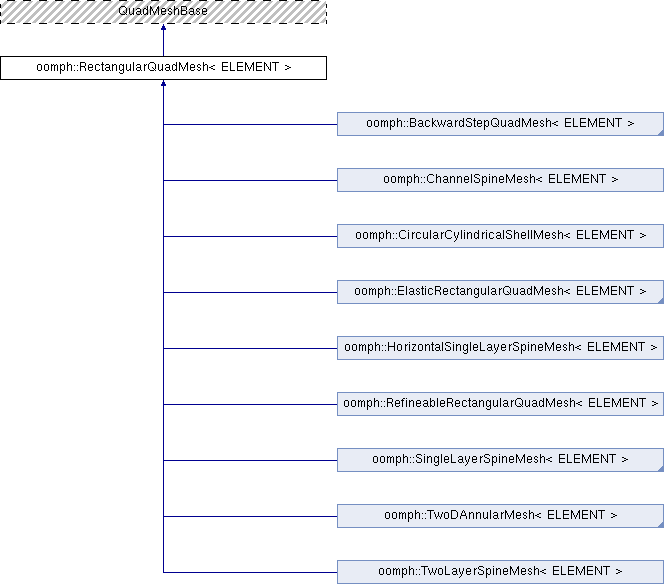 QuadMeshBase
oomph::RectangularQuadMesh< ELEMENT >
oomph::BackwardStepQuadMesh< ELEMENT >
oomph::ChannelSpineMesh< ELEMENT >
oomph::CircularCylindricalShellMesh< ELEMENT >
oomph::ElasticRectangularQuadMesh< ELEMENT >
oomph::HorizontalSingleLayerSpineMesh< ELEMENT >
oomph::RefineableRectangularQuadMesh< ELEMENT >
oomph::SingleLayerSpineMesh< ELEMENT >
oomph::TwoDAnnularMesh< ELEMENT >
oomph::TwoLayerSpineMesh< ELEMENT >